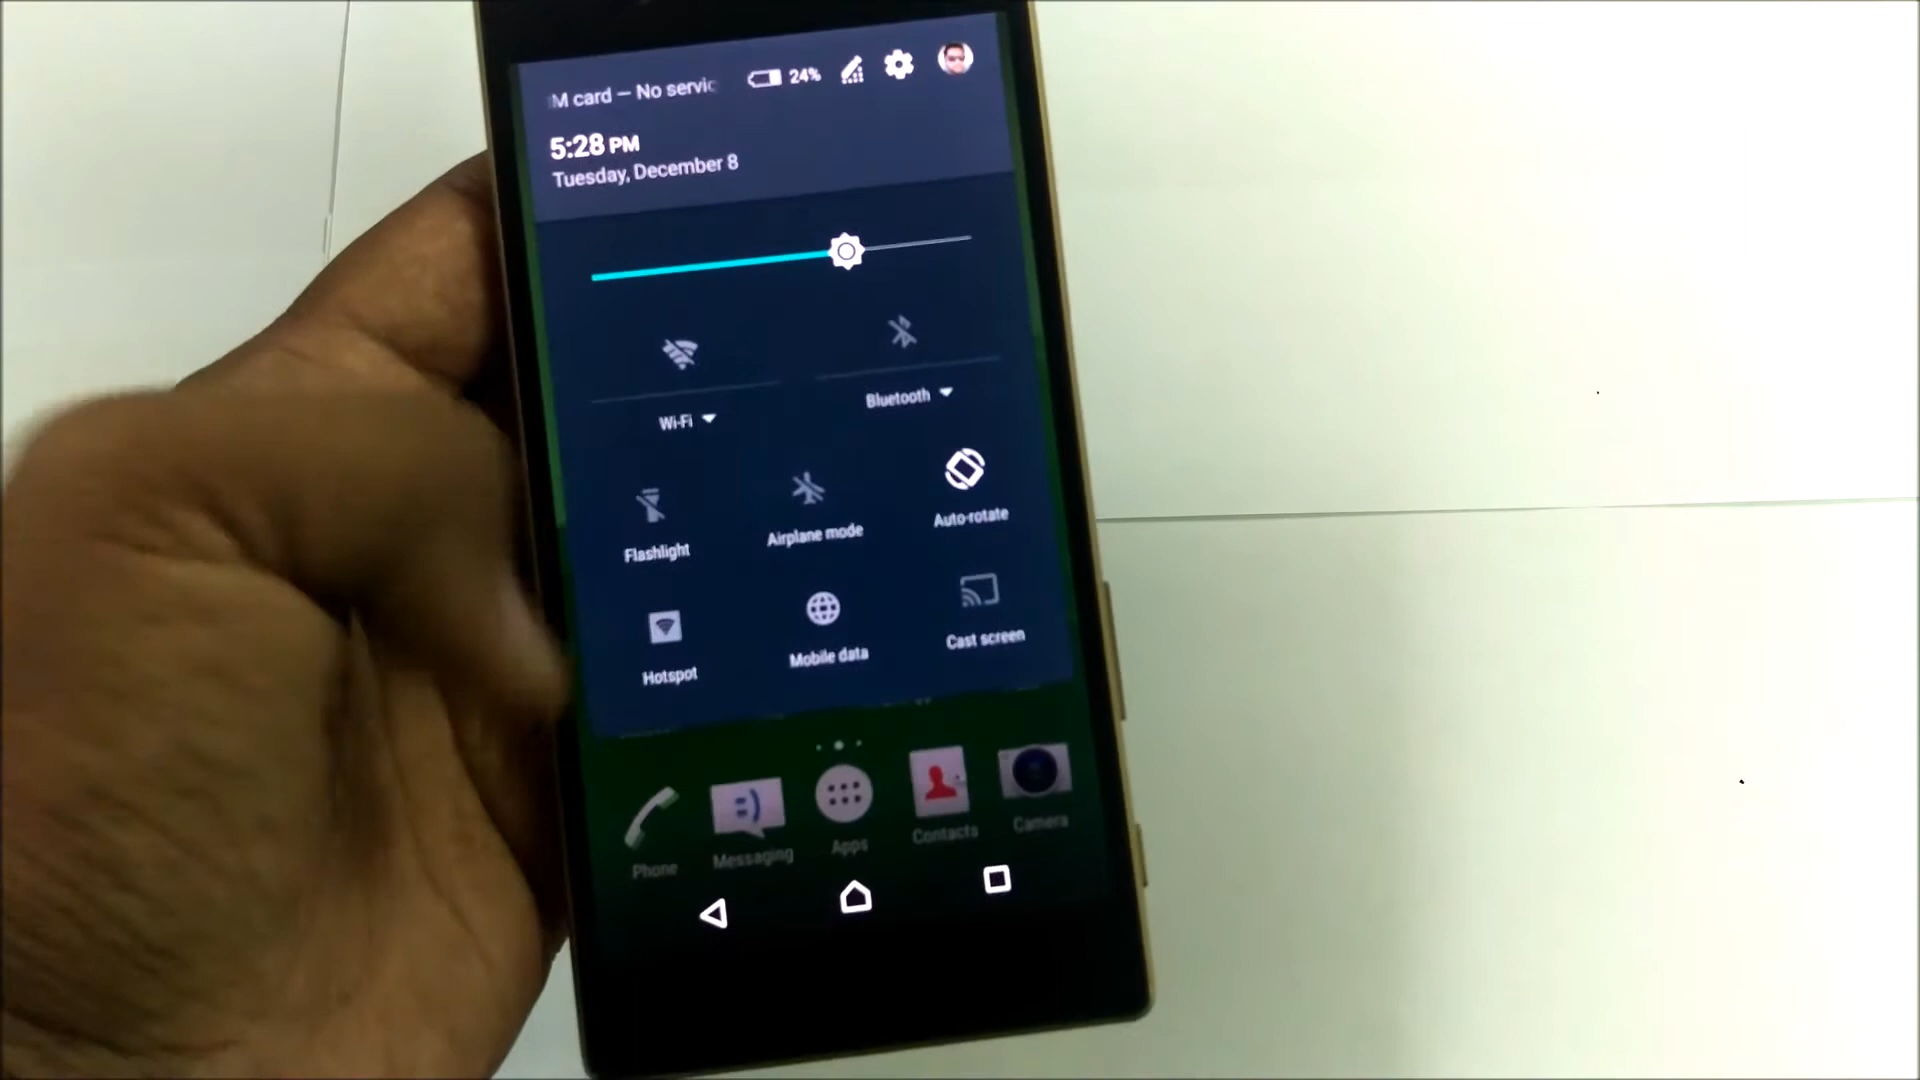 M card — No servic 24%
5:28 PM
Tuesday, December 8
Wi-Fi
Bluetooth
Flashlight
Airplane mode
Auto-rotate
Hotspot
Mobile data
Cast screen
Phone
Messaging
Apps
Contacts
Camera